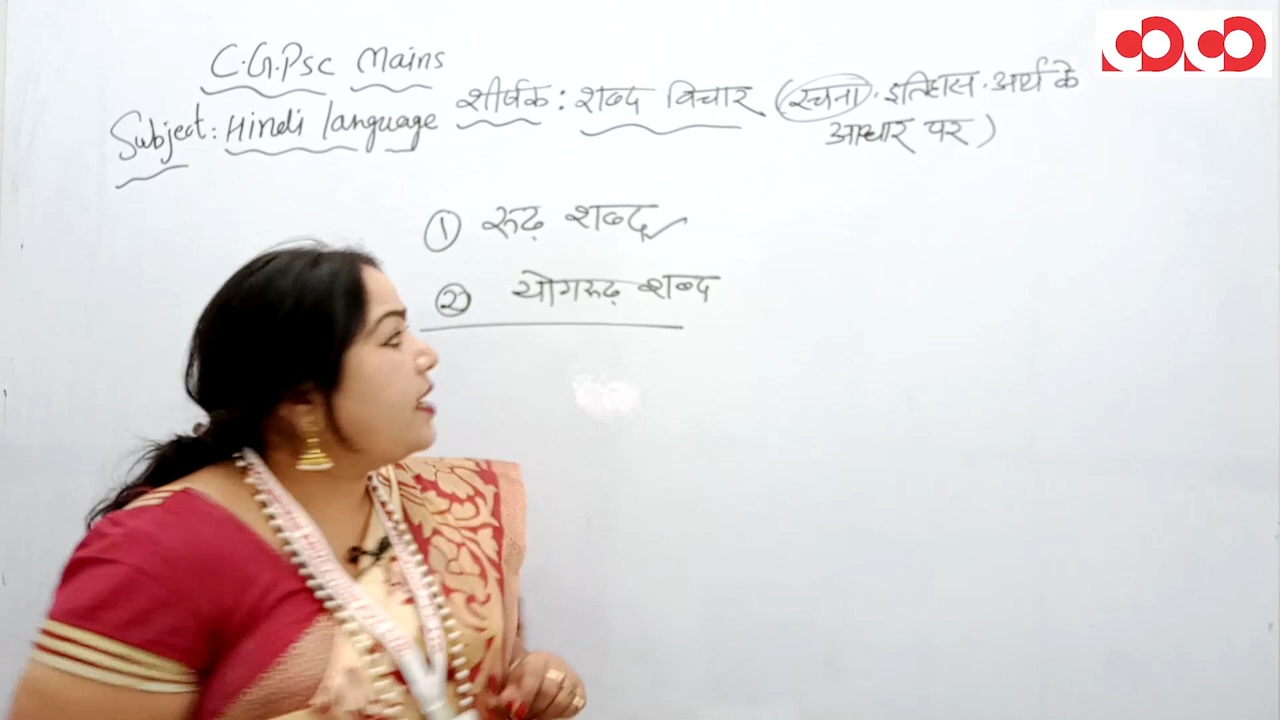 C.G.Psc Mains
Subject: Hindi language शीर्षक: शब्द विचार (रचना. इतिहास. अर्थ के
आधार पर)
① रूढ़ शब्द
② योगरूढ़ शब्द